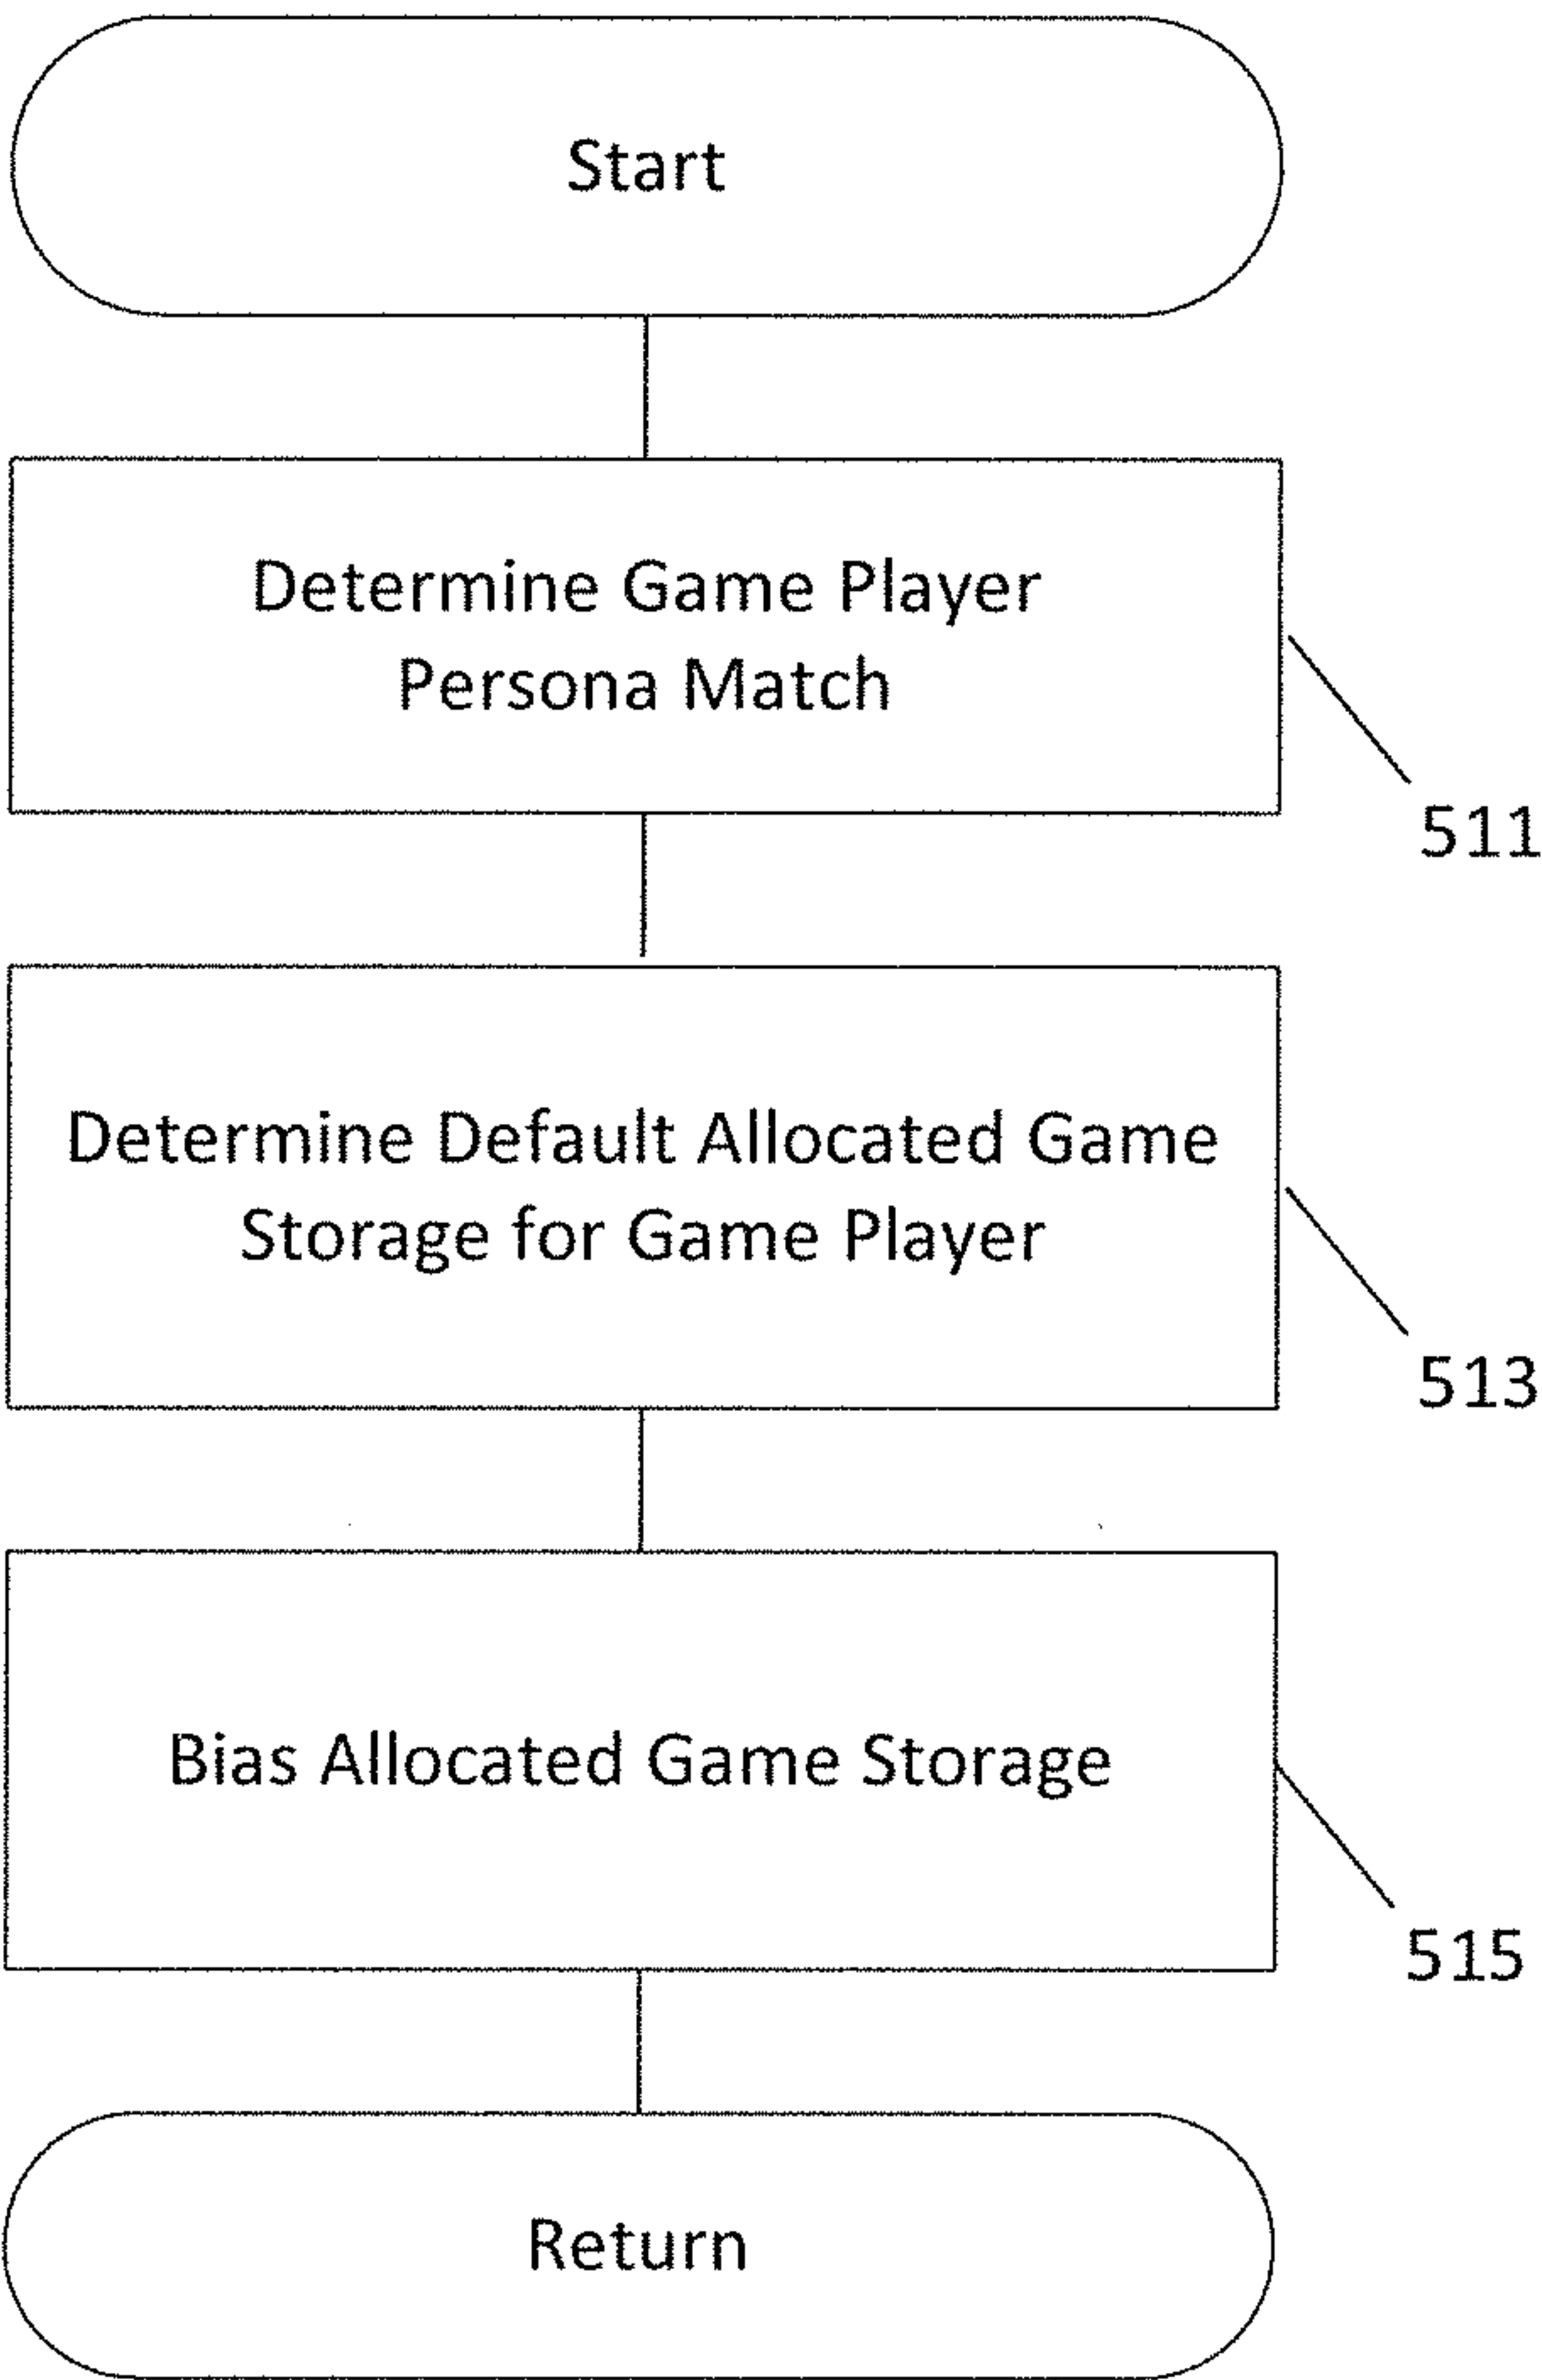 Start
Determine Game Player
Persona Match
511
Determine Default Allocated Game
Storage for Game Player
513
Bias Allocated Game Storage
515
Return